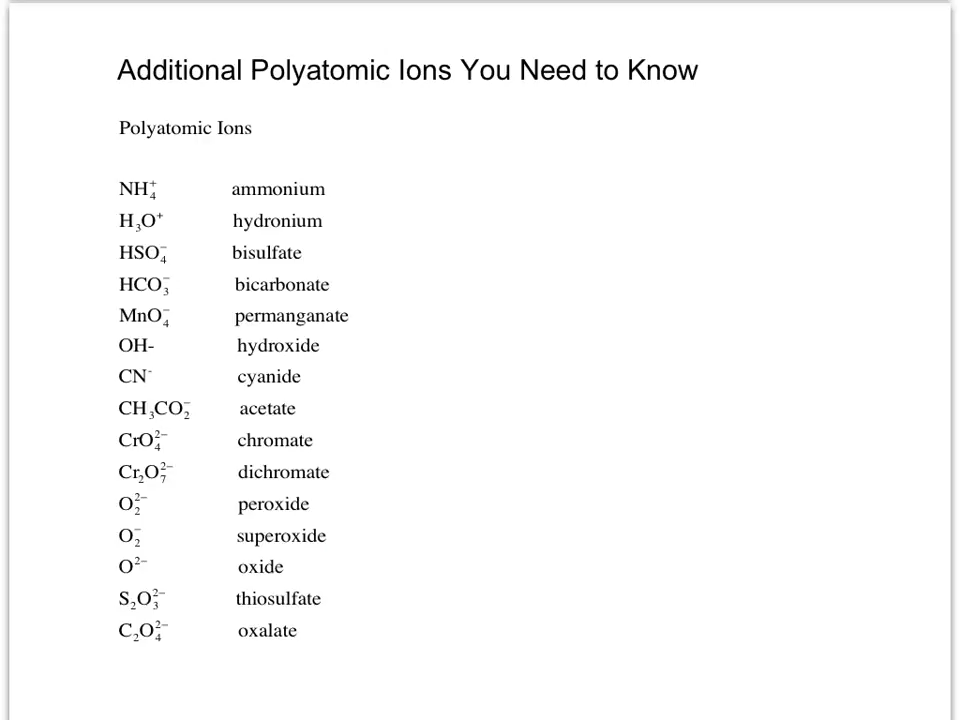 Additional Polyatomic Ions You Need to Know
Polyatomic Ions
NH₄⁺ ammonium
H₃O⁺ hydronium
HSO₄⁻ bisulfate
HCO₃⁻ bicarbonate
MnO₄⁻ permanganate
OH- hydroxide
CN⁻ cyanide
CH₃CO₂⁻ acetate
CrO₄²⁻ chromate
Cr₂O₇²⁻ dichromate
O₂²⁻ peroxide
O₂⁻ superoxide
O²⁻ oxide
S₂O₃²⁻ thiosulfate
C₂O₄²⁻ oxalate